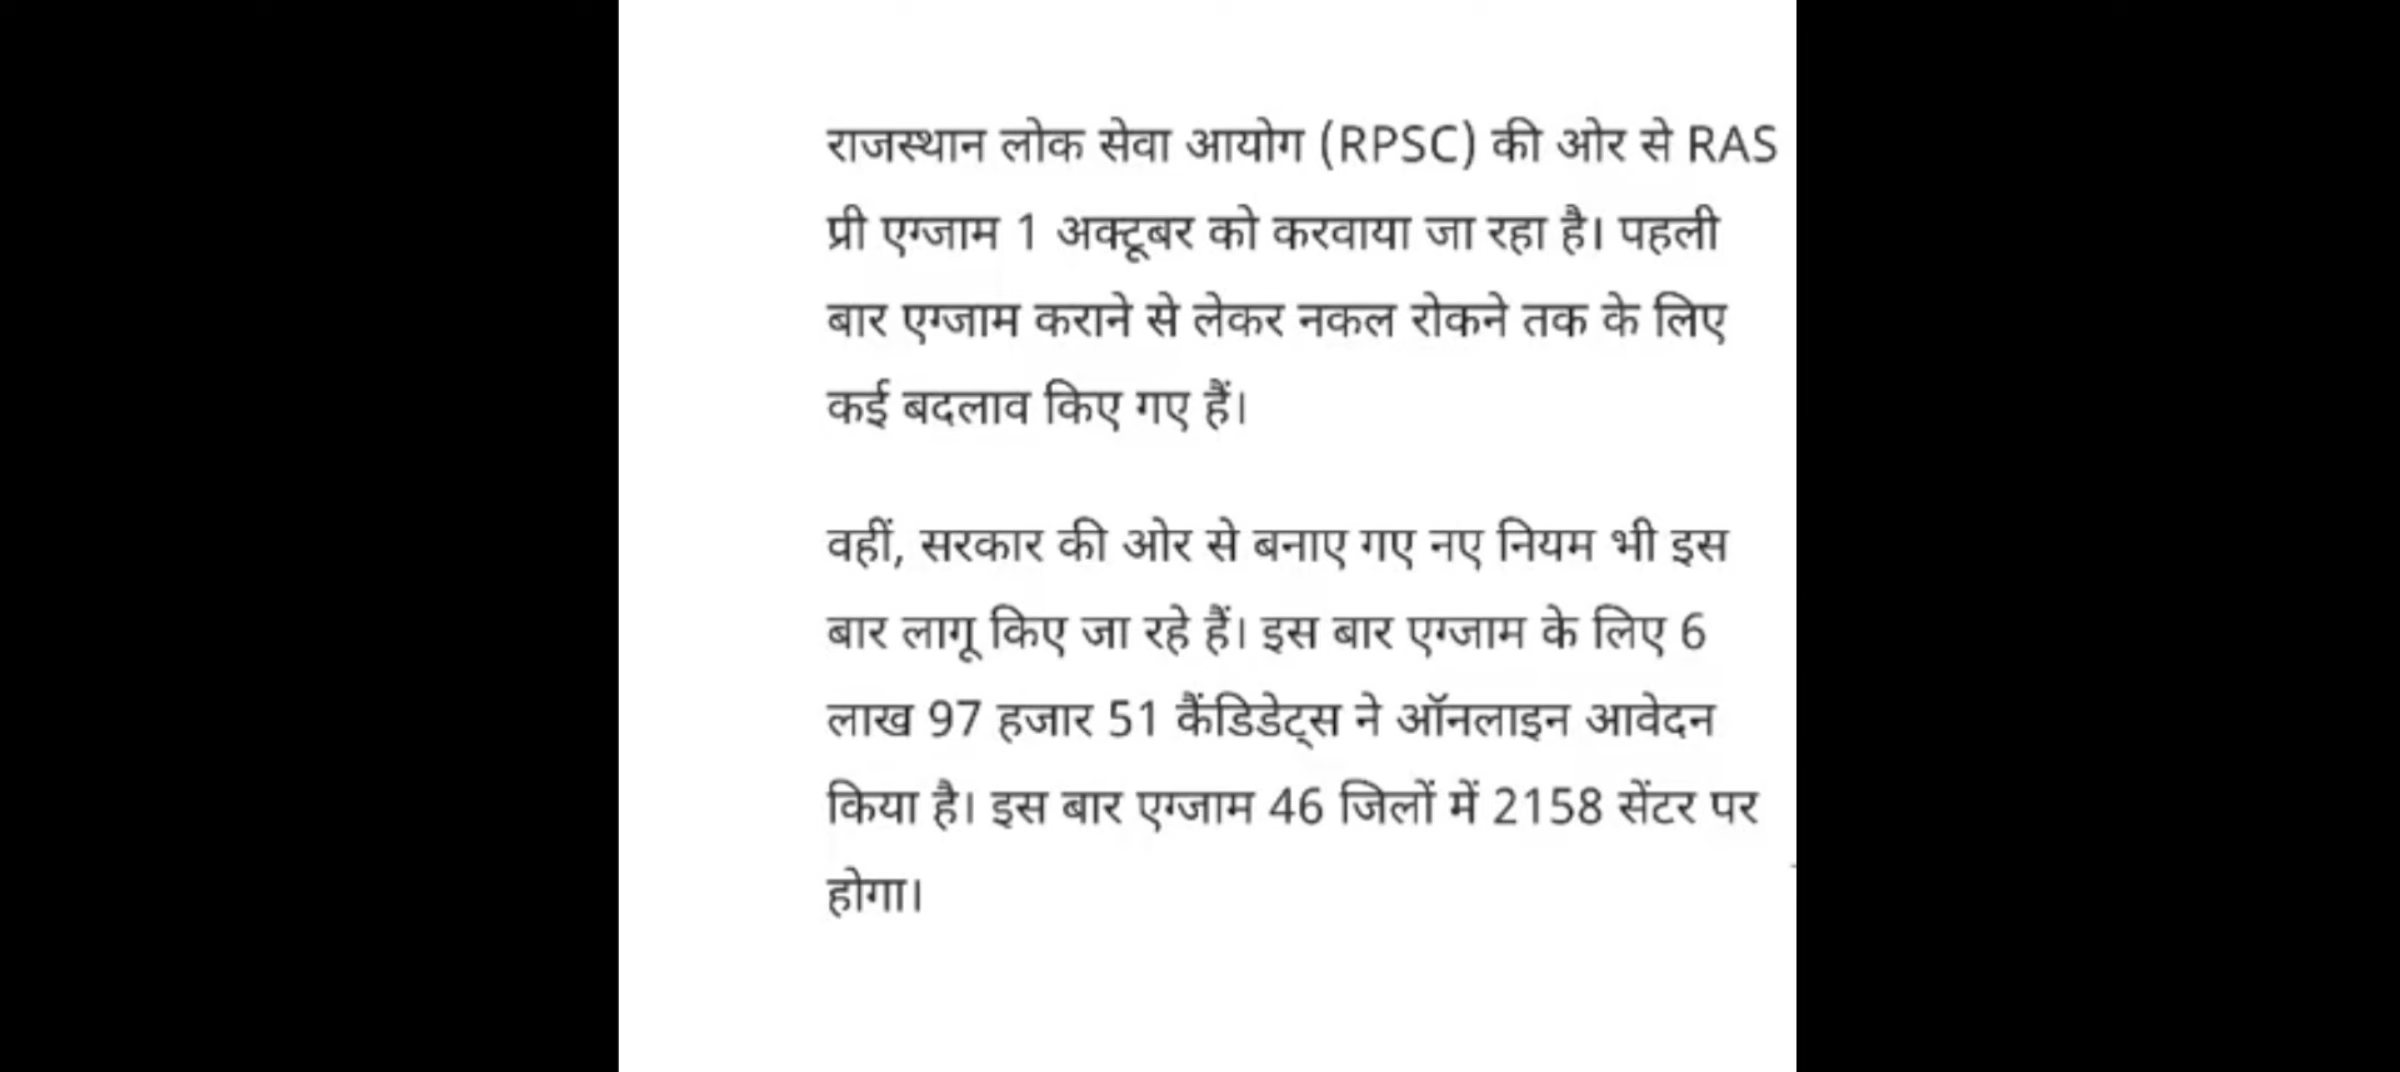 राजस्थान लोक सेवा आयोग (RPSC) की ओर से RAS
प्री एग्जाम 1 अक्टूबर को करवाया जा रहा है। पहली
बार एग्जाम कराने से लेकर नकल रोकने तक के लिए
कई बदलाव किए गए हैं।
वहीं, सरकार की ओर से बनाए गए नए नियम भी इस
बार लागू किए जा रहे हैं। इस बार एग्जाम के लिए 6
लाख 97 हजार 51 कैंडिडेट्स ने ऑनलाइन आवेदन
किया है। इस बार एग्जाम 46 जिलों में 2158 सेंटर पर
होगा।